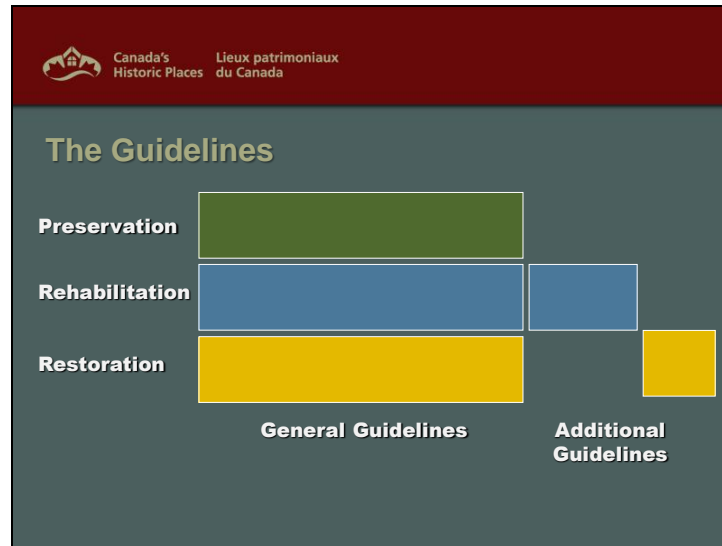 Canada's
Historic Places
Lieux patrimoniaux
du Canada
The Guidelines
Preservation
Rehabilitation
Restoration
General Guidelines
Additional
Guidelines